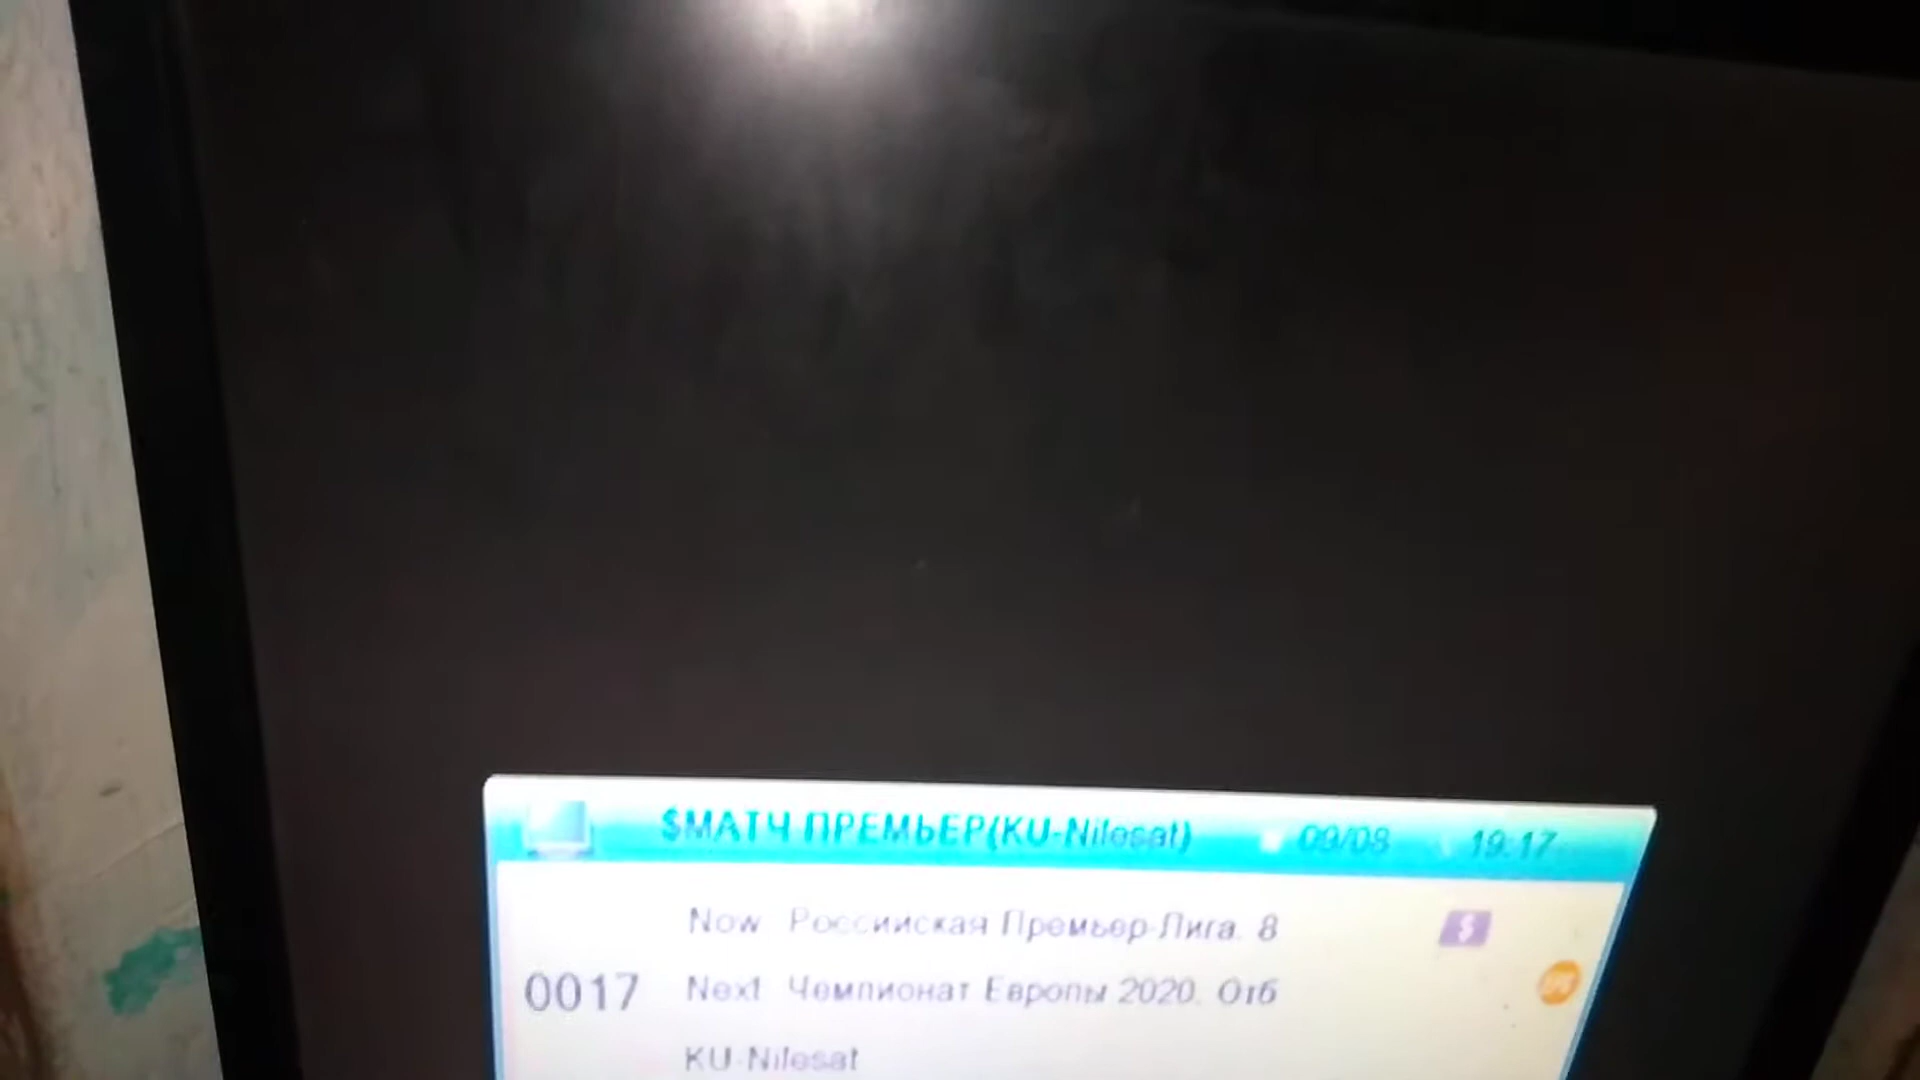 $МАТЧ ПРЕМЬЕР(KU-Nilesat) 09/08 19:17
Now Российская Премьер-Лига. 8
$
0017 Next Чемпионат Европы 2020. Отб
KU-Nilesat